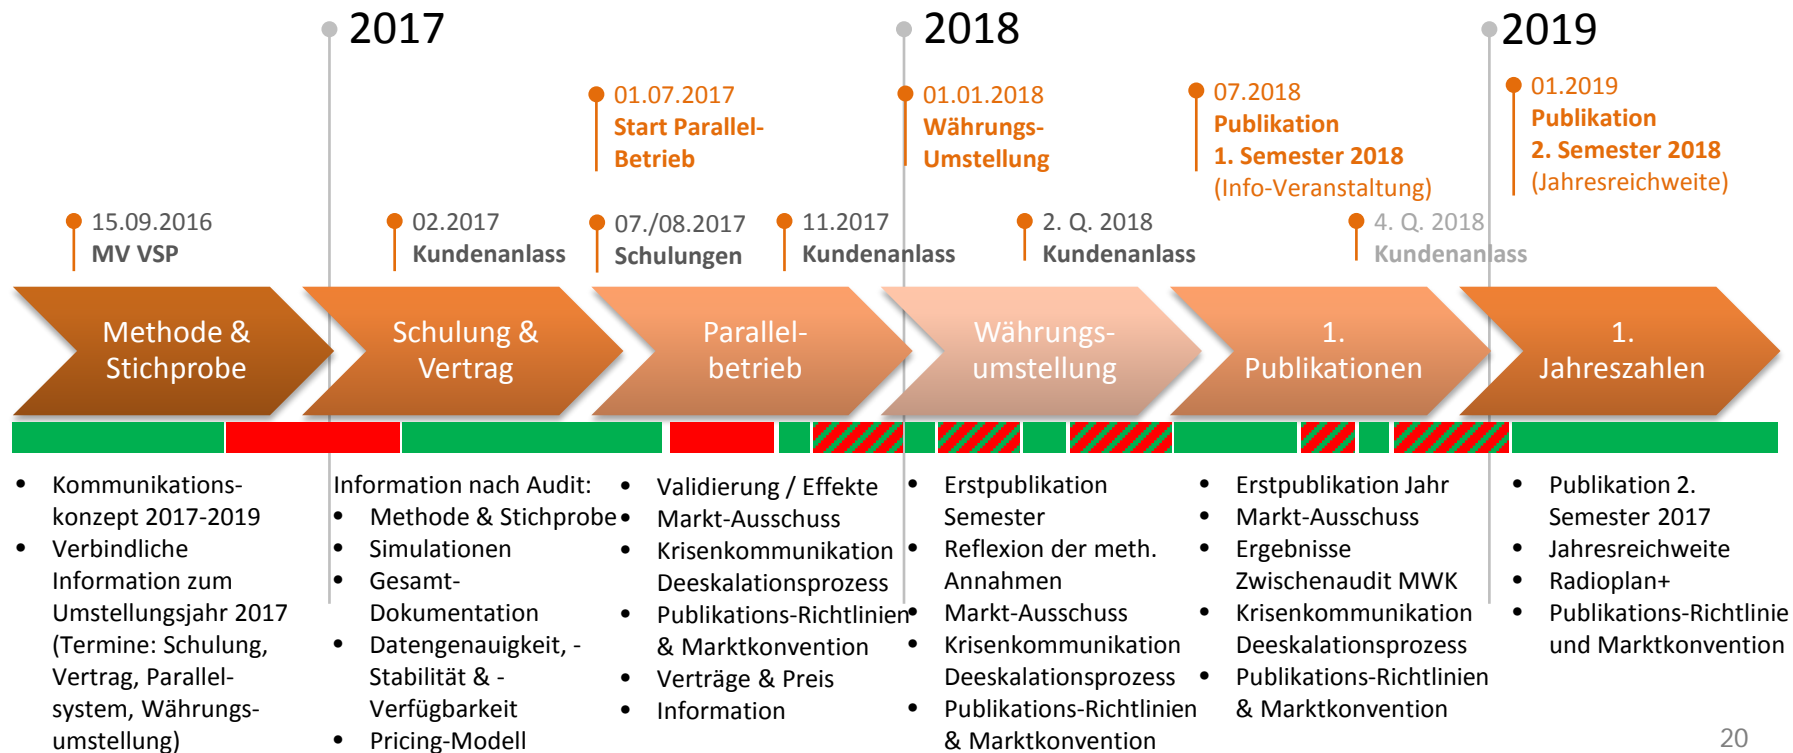 2017
2018
2019
01.07.2017
Start Parallel-
Betrieb
01.01.2018
Währungs-
Umstellung
07.2018
Publikation
1. Semester 2018
(Info-Veranstaltung)
01.2019
Publikation
2. Semester 2018
(Jahresreichweite)
15.09.2016
MV VSP
02.2017
Kundenanlass
07./08.2017
Schulungen
11.2017
Kundenanlass
2. Q. 2018
Kundenanlass
4. Q. 2018
Kundenanlass
Methode &
Stichprobe
Schulung &
Vertrag
Parallel-
betrieb
Währungs-
umstellung
1.
Publikationen
1.
Jahreszahlen
• Kommunikations-
konzept 2017-2019
• Verbindliche
Information zum
Umstellungsjahr 2017
(Termine: Schulung,
Vertrag, Parallel-
system, Währungs-
umstellung)
Information nach Audit:
• Methode & Stichprobe
• Simulationen
• Gesamt-
Dokumentation
• Datengenauigkeit, -
Stabilität & -
Verfügbarkeit
• Pricing-Modell
• Validierung / Effekte
• Markt-Ausschuss
• Krisenkommunikation
Deeskalationsprozess
• Publikations-Richtlinien
& Marktkonvention
• Verträge & Preis
• Information
• Erstpublikation
Semester
• Reflexion der meth.
Annahmen
• Markt-Ausschuss
• Krisenkommunikation
Deeskalationsprozess
• Publikations-Richtlinien
& Marktkonvention
• Erstpublikation Jahr
• Markt-Ausschuss
• Ergebnisse
Zwischenaudit MWK
• Krisenkommunikation
Deeskalationsprozess
• Publikations-Richtlinien
& Marktkonvention
• Publikation 2.
Semester 2017
• Jahresreichweite
• Radioplan+
• Publikations-Richtlinie
und Marktkonvention
20